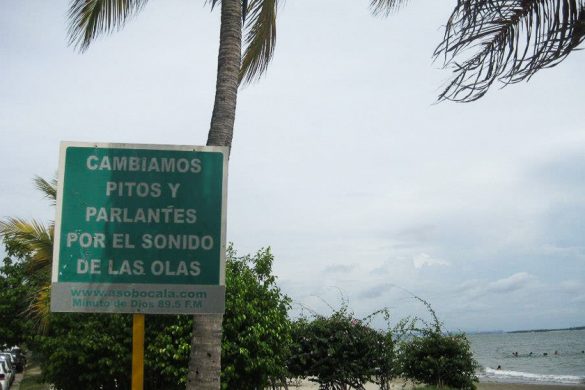 CAMBIAMOS
PITOS Y
PARLANTES
POR EL SONIDO
DE LAS OLAS
www.asobocala.com
Minuto de Dios 89.5 F.M